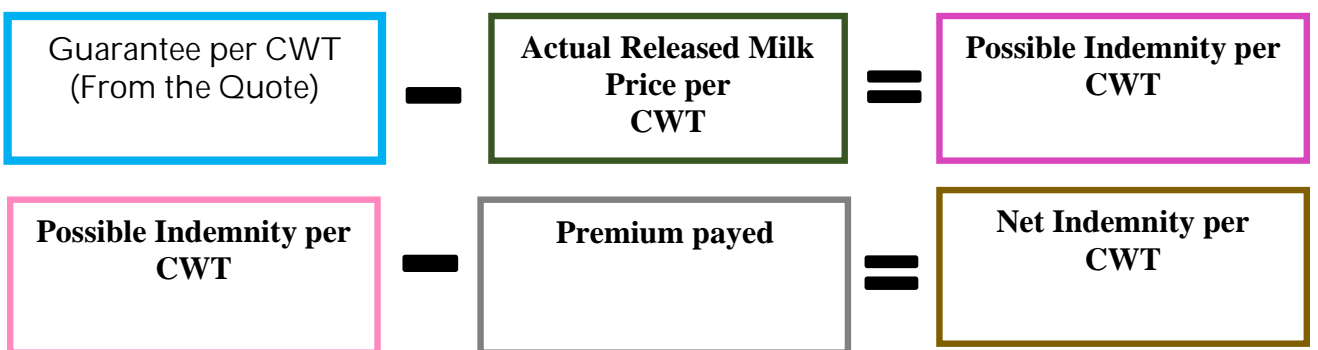 Guarantee per CWT
(From the Quote)
Actual Released Milk
Price per
CWT
Possible Indemnity per
CWT
Possible Indemnity per
CWT
Premium payed
Net Indemnity per
CWT